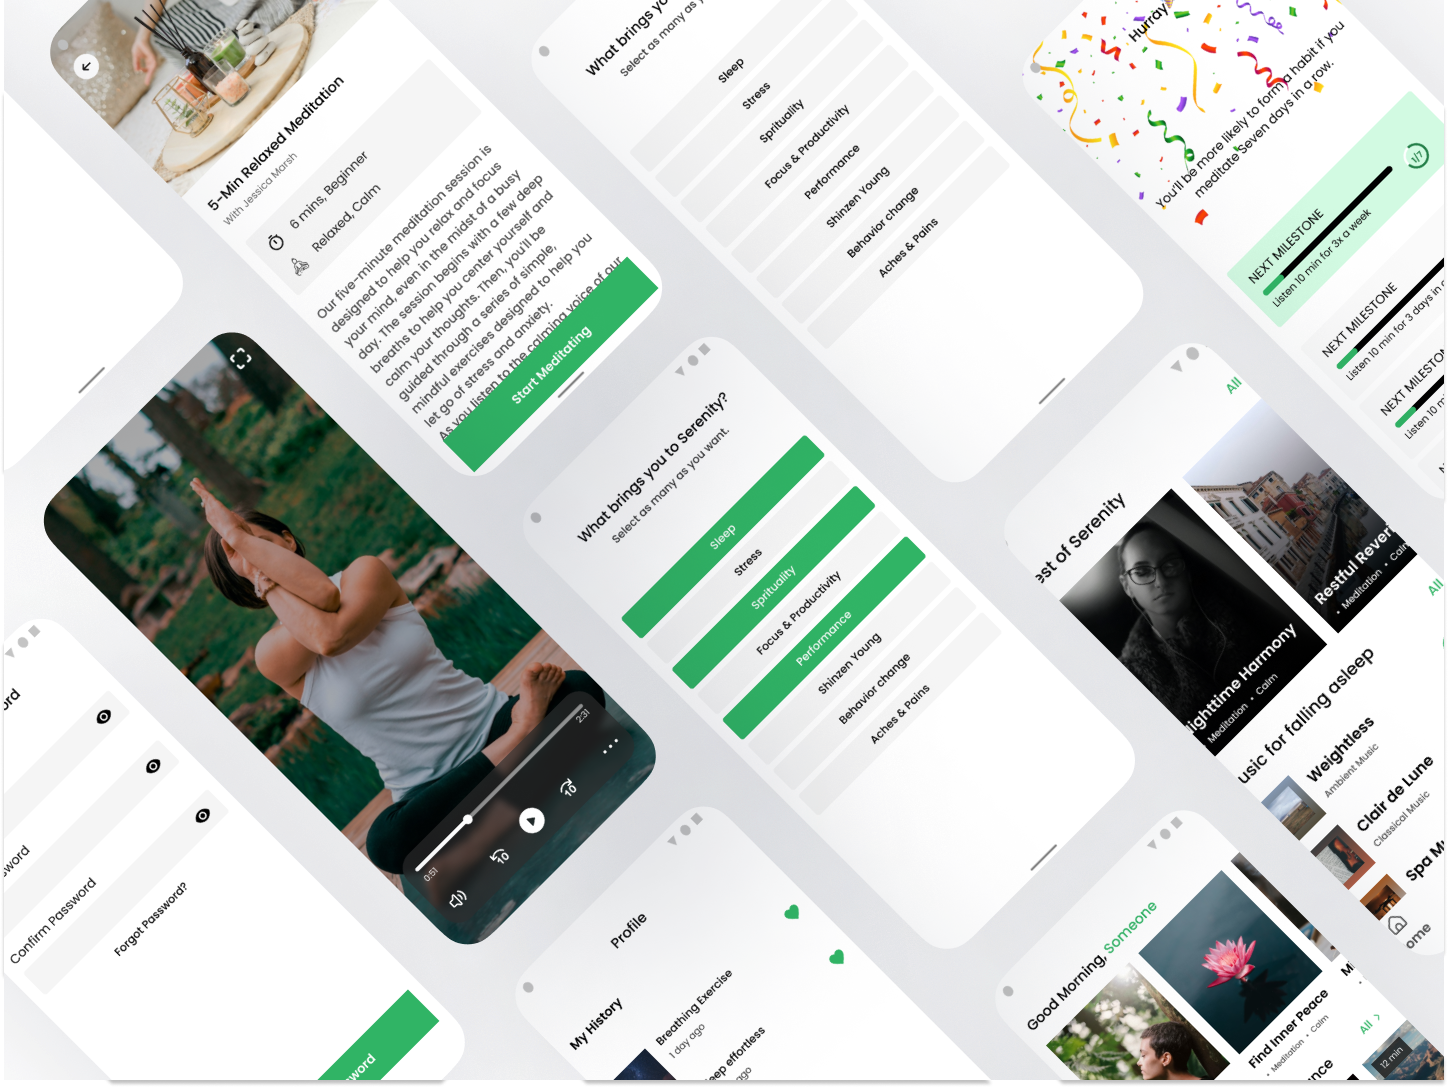 5-Min Relaxed Meditation
With Jessica Marsh
6 mins, Beginner
Relaxed, Calm
Our five-minute meditation session is
designed to help you relax and focus
your mind, even in the midst of a busy
day. The session begins with a few deep
breaths to help you center yourself and
calm your thoughts. Then, you'll be
guided through a series of simple,
mindful exercises designed to help you
let go of stress and anxiety.
As you listen to the calming voice of our
Start Meditating
What brings yo
Select as many as y
Sleep
Stress
Sprituality
Focus & Productivity
Performance
Shinzen Young
Behavior change
Aches & Pains
Hurray
You'll be more likely to form a habit if you
meditate Seven days in a row.
1/7
NEXT MILESTONE
Listen 10 min for 3x a week
NEXT MILESTONE
Listen 10 min for 3 days in a
NEXT MILESTON
Listen 10 m
0:51
2:31
10
10
What brings you to Serenity?
Select as many as you want.
Sleep
Stress
Sprituality
Focus & Productivity
Performance
Shinzen Young
Behavior change
Aches & Pains
All
est of Serenity
ighttime Harmony
Meditation • Calm
Restful Reveri
• Meditation • Calm
All
usic for falling asleep
Weightless
Ambient Music
Clair de Lune
Classical Music
Spa Mu
ome
ord
sword
Confirm Password
Forgot Password?
word
Profile
My History
Breathing Exercise
1 day ago
eep effortless
ago
Good Morning, Someone
Find Inner Peace
• Meditation • Calm
M
All >
nce
12 min